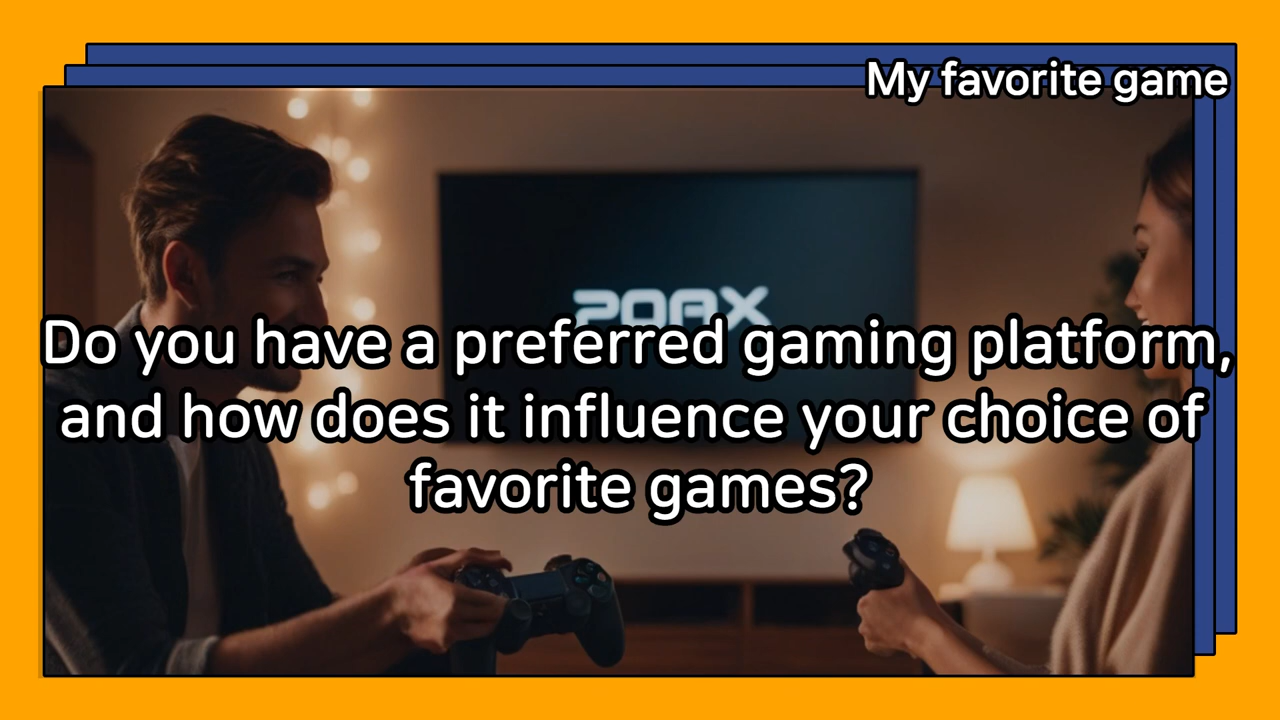 My favorite game
Do you have a preferred gaming platform,
and how does it influence your choice of
favorite games?